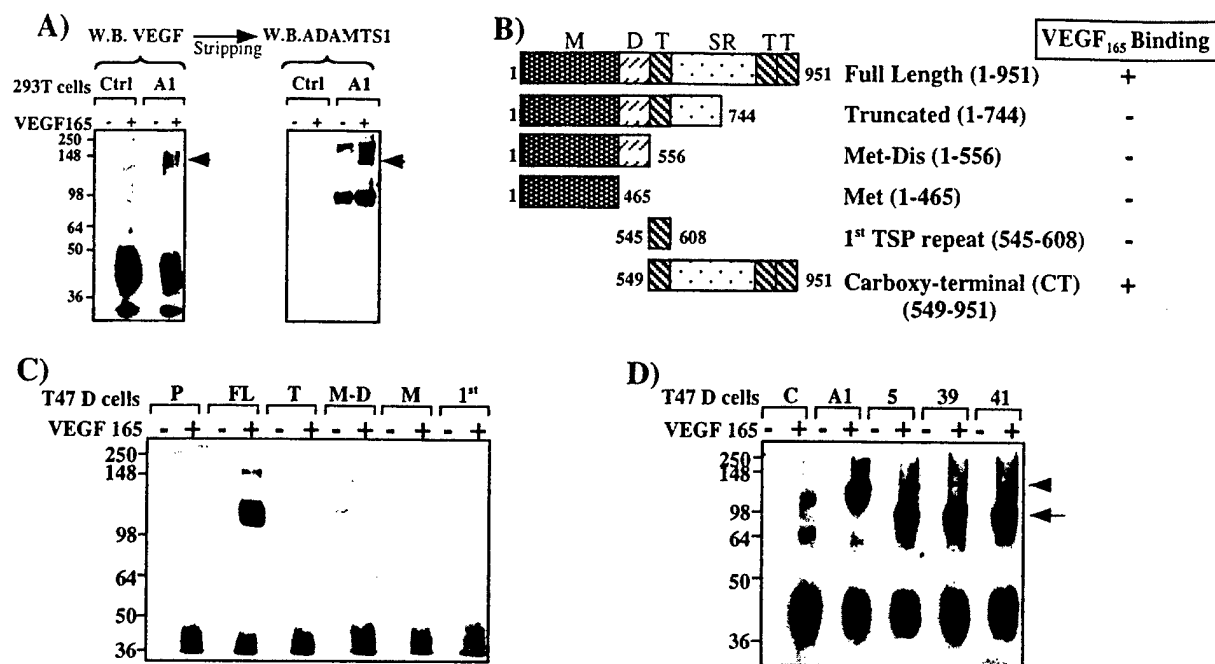 A)
W.B. VEGF → W.B.ADAMTS1
Stripping
293T cells Ctrl A1 Ctrl A1
VEGF165 - + - + - + - +
250
148
98
64
50
36
B)
M D T SR T T
VEGF165 Binding
1 951 Full Length (1-951) +
1 744 Truncated (1-744) -
1 556 Met-Dis (1-556) -
1 465 Met (1-465) -
545 608 1st TSP repeat (545-608) -
549 951 Carboxy-terminal (CT) +
(549-951)
C)
T47 D cells P FL T M-D M 1st
VEGF 165 - + - + - + - + - + - +
250
148
98
64
50
36
D)
T47 D cells C A1 5 39 41
VEGF 165 - + - + - + - + - +
250
148
98
64
50
36